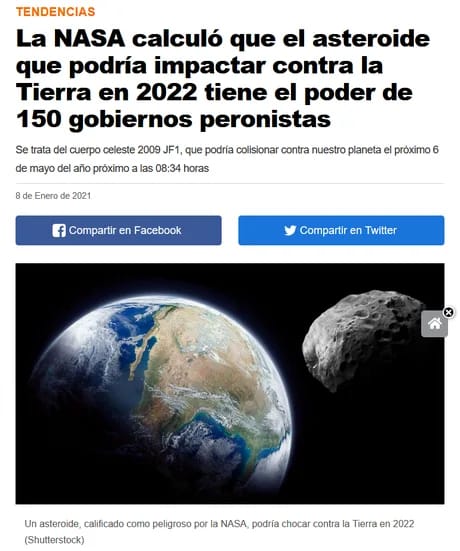 TENDENCIAS
La NASA calculó que el asteroide
que podría impactar contra la
Tierra en 2022 tiene el poder de
150 gobiernos peronistas
Se trata del cuerpo celeste 2009 JF1, que podría colisionar contra nuestro planeta el próximo 6
de mayo del año próximo a las 08:34 horas
8 de Enero de 2021
Compartir en Facebook
Compartir en Twitter
Un asteroide, calificado como peligroso por la NASA, podría chocar contra la Tierra en 2022
(Shutterstock)